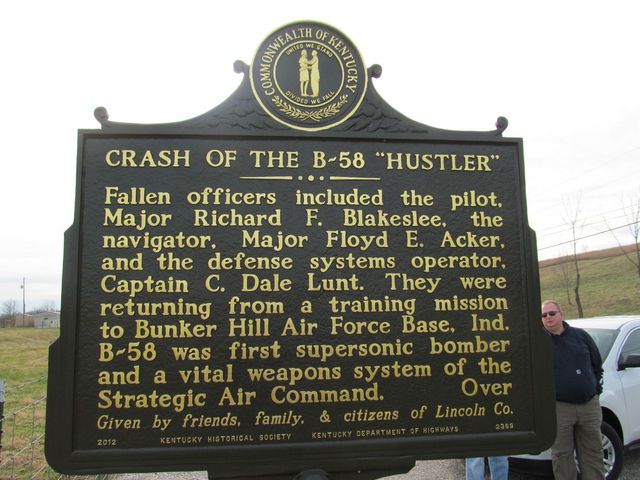 COMMONWEALTH OF KENTUCKY
UNITED WE STAND
DIVIDED WE FALL
CRASH OF THE B-58 "HUSTLER"
Fallen officers included the pilot,
Major Richard F. Blakeslee, the
navigator, Major Floyd E. Acker,
and the defense systems operator,
Captain C. Dale Lunt. They were
returning from a training mission
to Bunker Hill Air Force Base, Ind.
B-58 was first supersonic bomber
and a vital weapons system of the
Strategic Air Command. Over
Given by friends, family, & citizens of Lincoln Co.
2012 KENTUCKY HISTORICAL SOCIETY KENTUCKY DEPARTMENT OF HIGHWAYS 2389